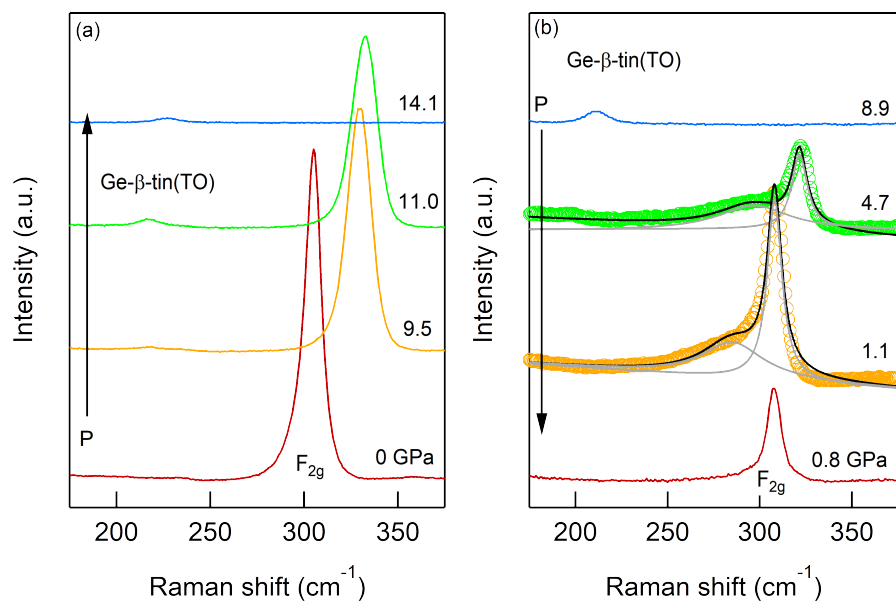 (a)
14.1
Ge-β-tin(TO)
11.0
9.5
P
F2g
0 GPa
200
250
300
350
Raman shift (cm-1)
Intensity (a.u.)
(b)
Ge-β-tin(TO)
P
8.9
4.7
1.1
0.8 GPa
F2g
200
250
300
350
Raman shift (cm-1)
Intensity (a.u.)